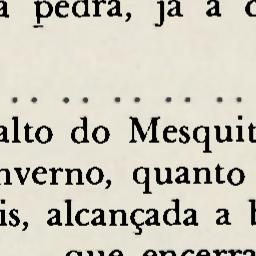 a pedra, já a
.. .. .. .. ..
alto do Mesquit
nverno, quanto
is, alcançada a b
que encerra